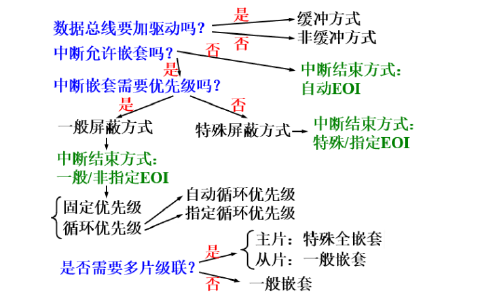 数据总线要加驱动吗？
是
缓冲方式
否
非缓冲方式
中断允许嵌套吗？
否
中断结束方式：
自动EOI
是
中断嵌套需要优先级吗？
是
否
一般屏蔽方式
特殊屏蔽方式
中断结束方式：
特殊/指定EOI
中断结束方式：
一般/非指定EOI
固定优先级
循环优先级
自动循环优先级
指定循环优先级
是否需要多片级联？
是
主片：特殊全嵌套
从片：一般嵌套
否
一般嵌套